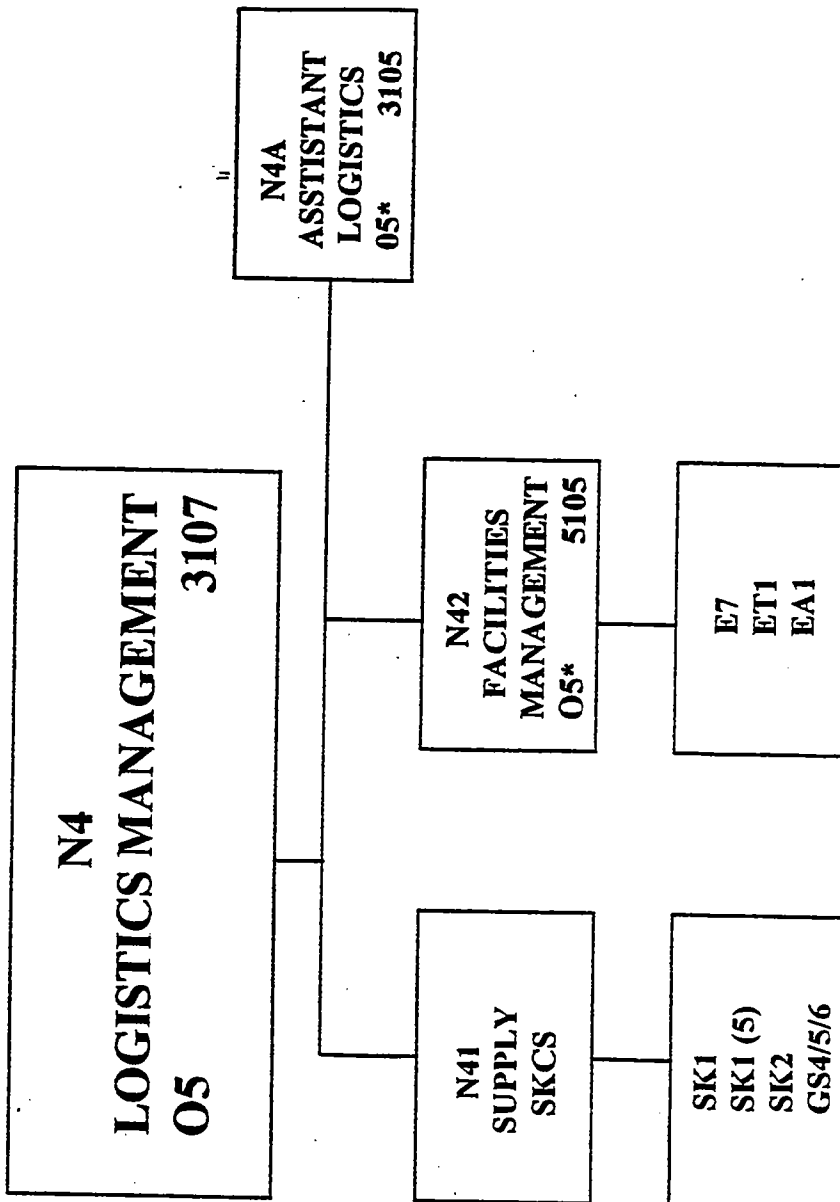 N4
LOGISTICS MANAGEMENT
O5 3107
N4A
ASSTISTANT
LOGISTICS
05* 3105
N41
SUPPLY
SKCS
N42
FACILITIES
MANAGEMENT
O5* 5105
SK1
SK1 (5)
SK2
GS4/5/6
E7
ET1
EA1